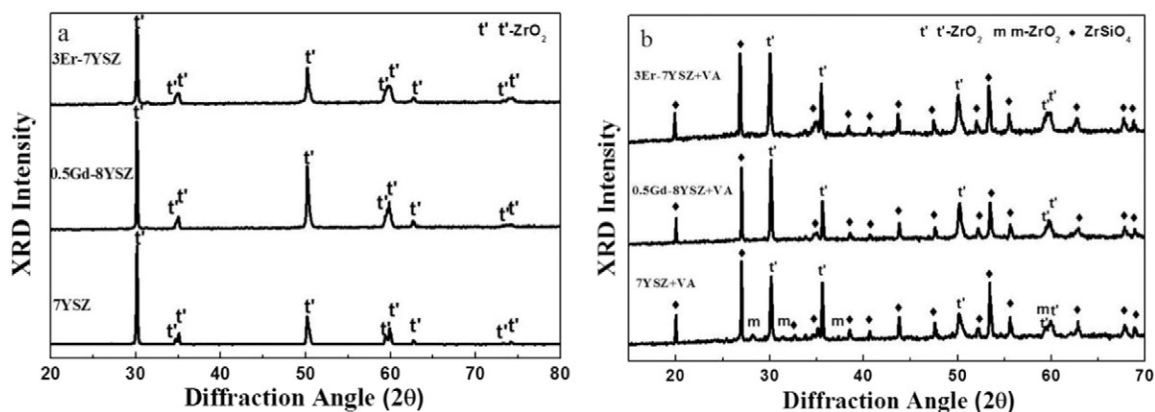 a
t' t'-ZrO2
t'
3Er-7YSZ
t' t'
t'
t' t'
t'
t' t'
t'
0.5Gd-8YSZ
t' t'
t'
t' t'
t'
t' t'
t'
7YSZ
t' t'
t'
t' t'
t'
t' t'
20 30 40 50 60 70 80
Diffraction Angle (2θ)
XRD Intensity
b
t' t'-ZrO2 m m-ZrO2 ♦ ZrSiO4
3Er-7YSZ+VA
t'
t'
t'
t' t'
0.5Gd-8YSZ+VA
t'
t'
t'
t' t'
7YSZ+VA
t'
t'
t'
m
m
m
m
t' t'
20 30 40 50 60 70
Diffraction Angle (2θ)
XRD Intensity